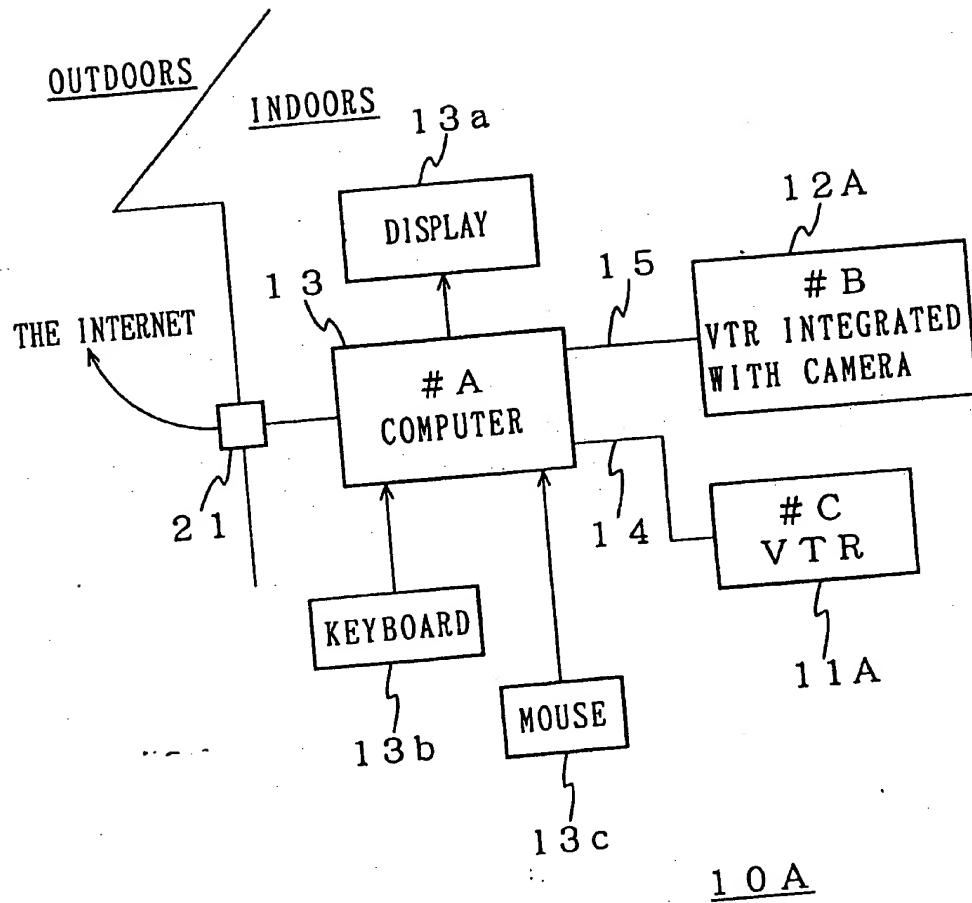 OUTDOORS
INDOORS
13a
DISPLAY
12A
13
15
# B
VTR INTEGRATED
WITH CAMERA
THE INTERNET
# A
COMPUTER
21
14
# C
VTR
KEYBOARD
11A
MOUSE
13b
13c
10A